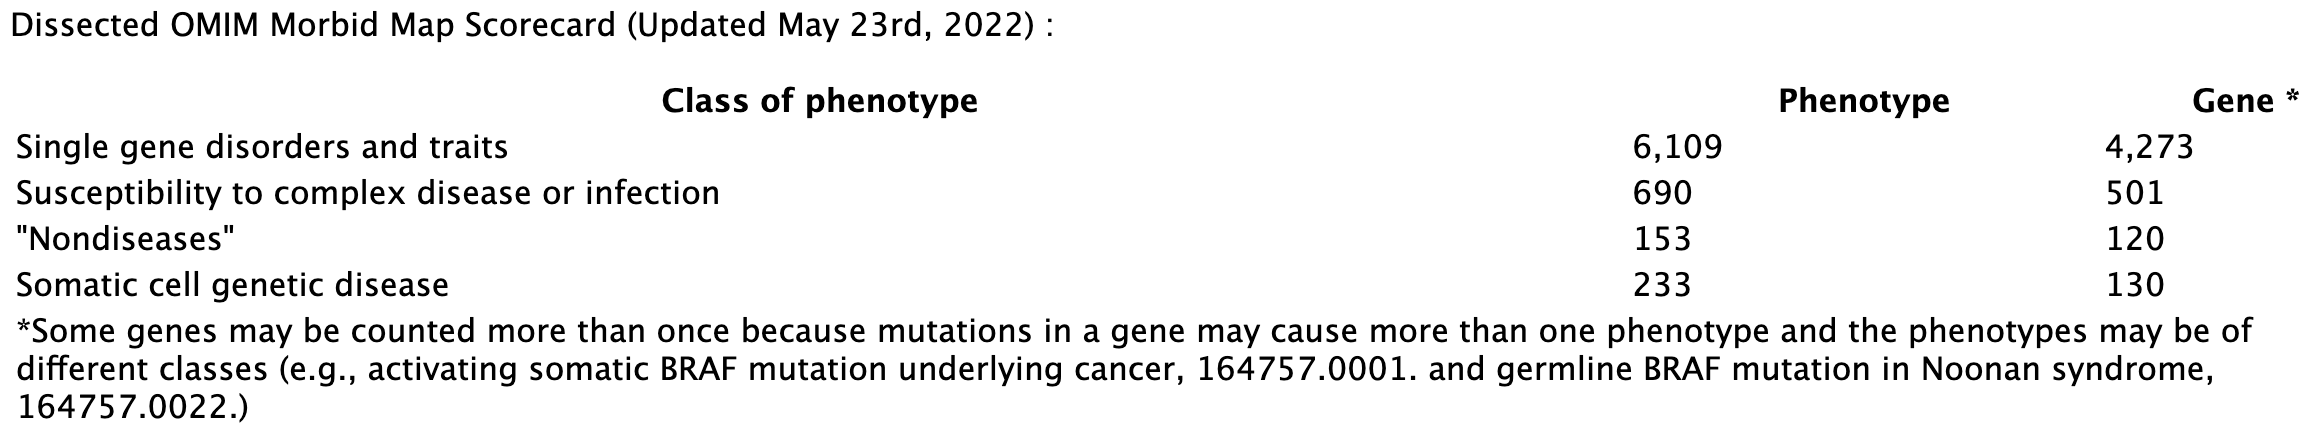 Dissected OMIM Morbid Map Scorecard (Updated May 23rd, 2022) :
Class of phenotype Phenotype Gene *
Single gene disorders and traits 6,109 4,273
Susceptibility to complex disease or infection 690 501
"Nondiseases" 153 120
Somatic cell genetic disease 233 130
*Some genes may be counted more than once because mutations in a gene may cause more than one phenotype and the phenotypes may be of
different classes (e.g., activating somatic BRAF mutation underlying cancer, 164757.0001. and germline BRAF mutation in Noonan syndrome,
164757.0022.)